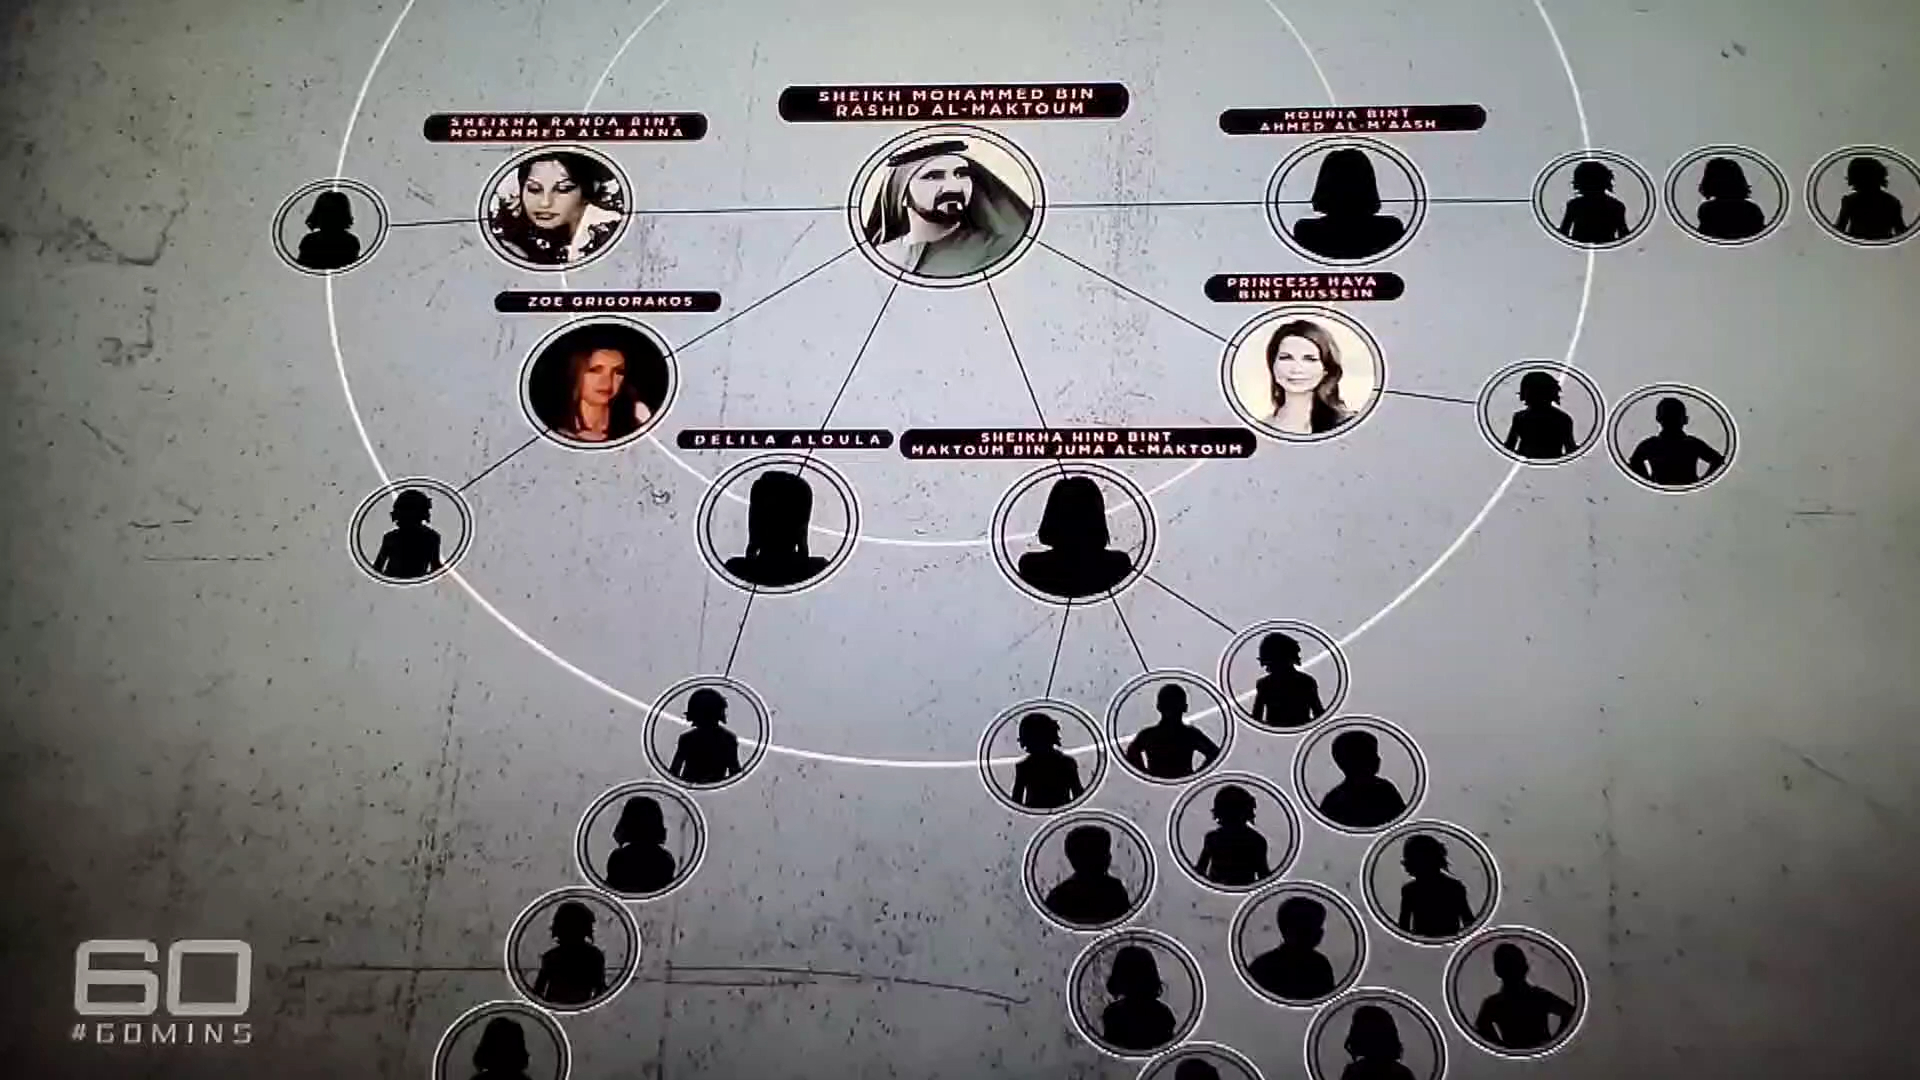 SHEIKH MOHAMMED BIN
RASHID AL-MAKTOUM
SHEIKHA RANDA BINT
MOHAMMED AL-BANNA
HOURIA BINT
AHMED AL-M'AASH
ZOE GRIGORAKOS
PRINCESS HAYA
BINT HUSSEIN
DELILA ALOULA
SHEIKHA HIND BINT
MAKTOUM BIN JUMA AL-MAKTOUM
60
#60MINS